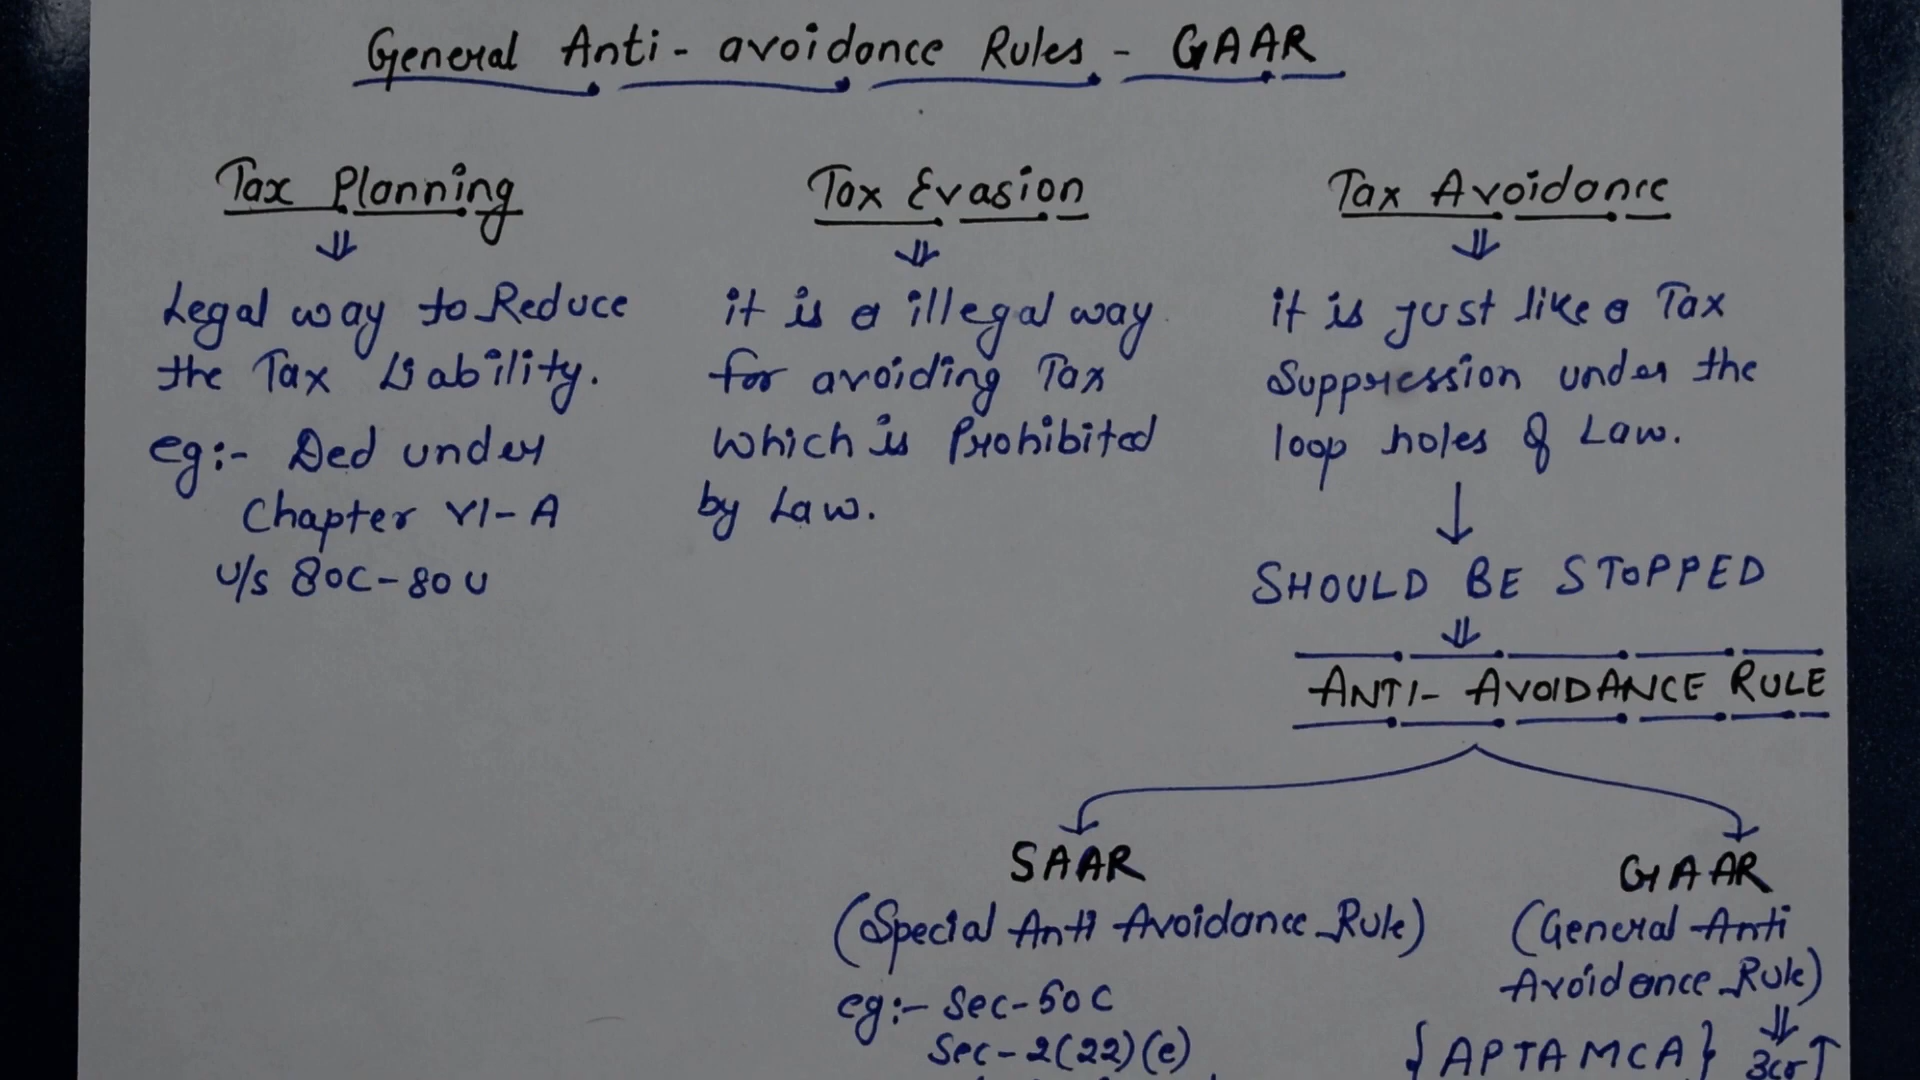 General Anti-avoidance Rules - GAAR
Tax Planning
⇓
Legal way to Reduce
the Tax Liability.
eg:- Ded under
Chapter VI-A
U/s 80C-80U
Tax Evasion
⇓
it is a illegal way
for avoiding Tax
which is Prohibited
by Law.
Tax Avoidance
⇓
it is just like a Tax
Suppression under the
loop holes of Law.
↓
SHOULD BE STOPPED
⇓
ANTI-AVOIDANCE RULE
SAAR
(Special Anti Avoidance Rule)
eg:- Sec-50C
Sec-2(22)(e)
GAAR
(General Anti
Avoidance Rule)
⇓
{APTAMCA} 3cr↑